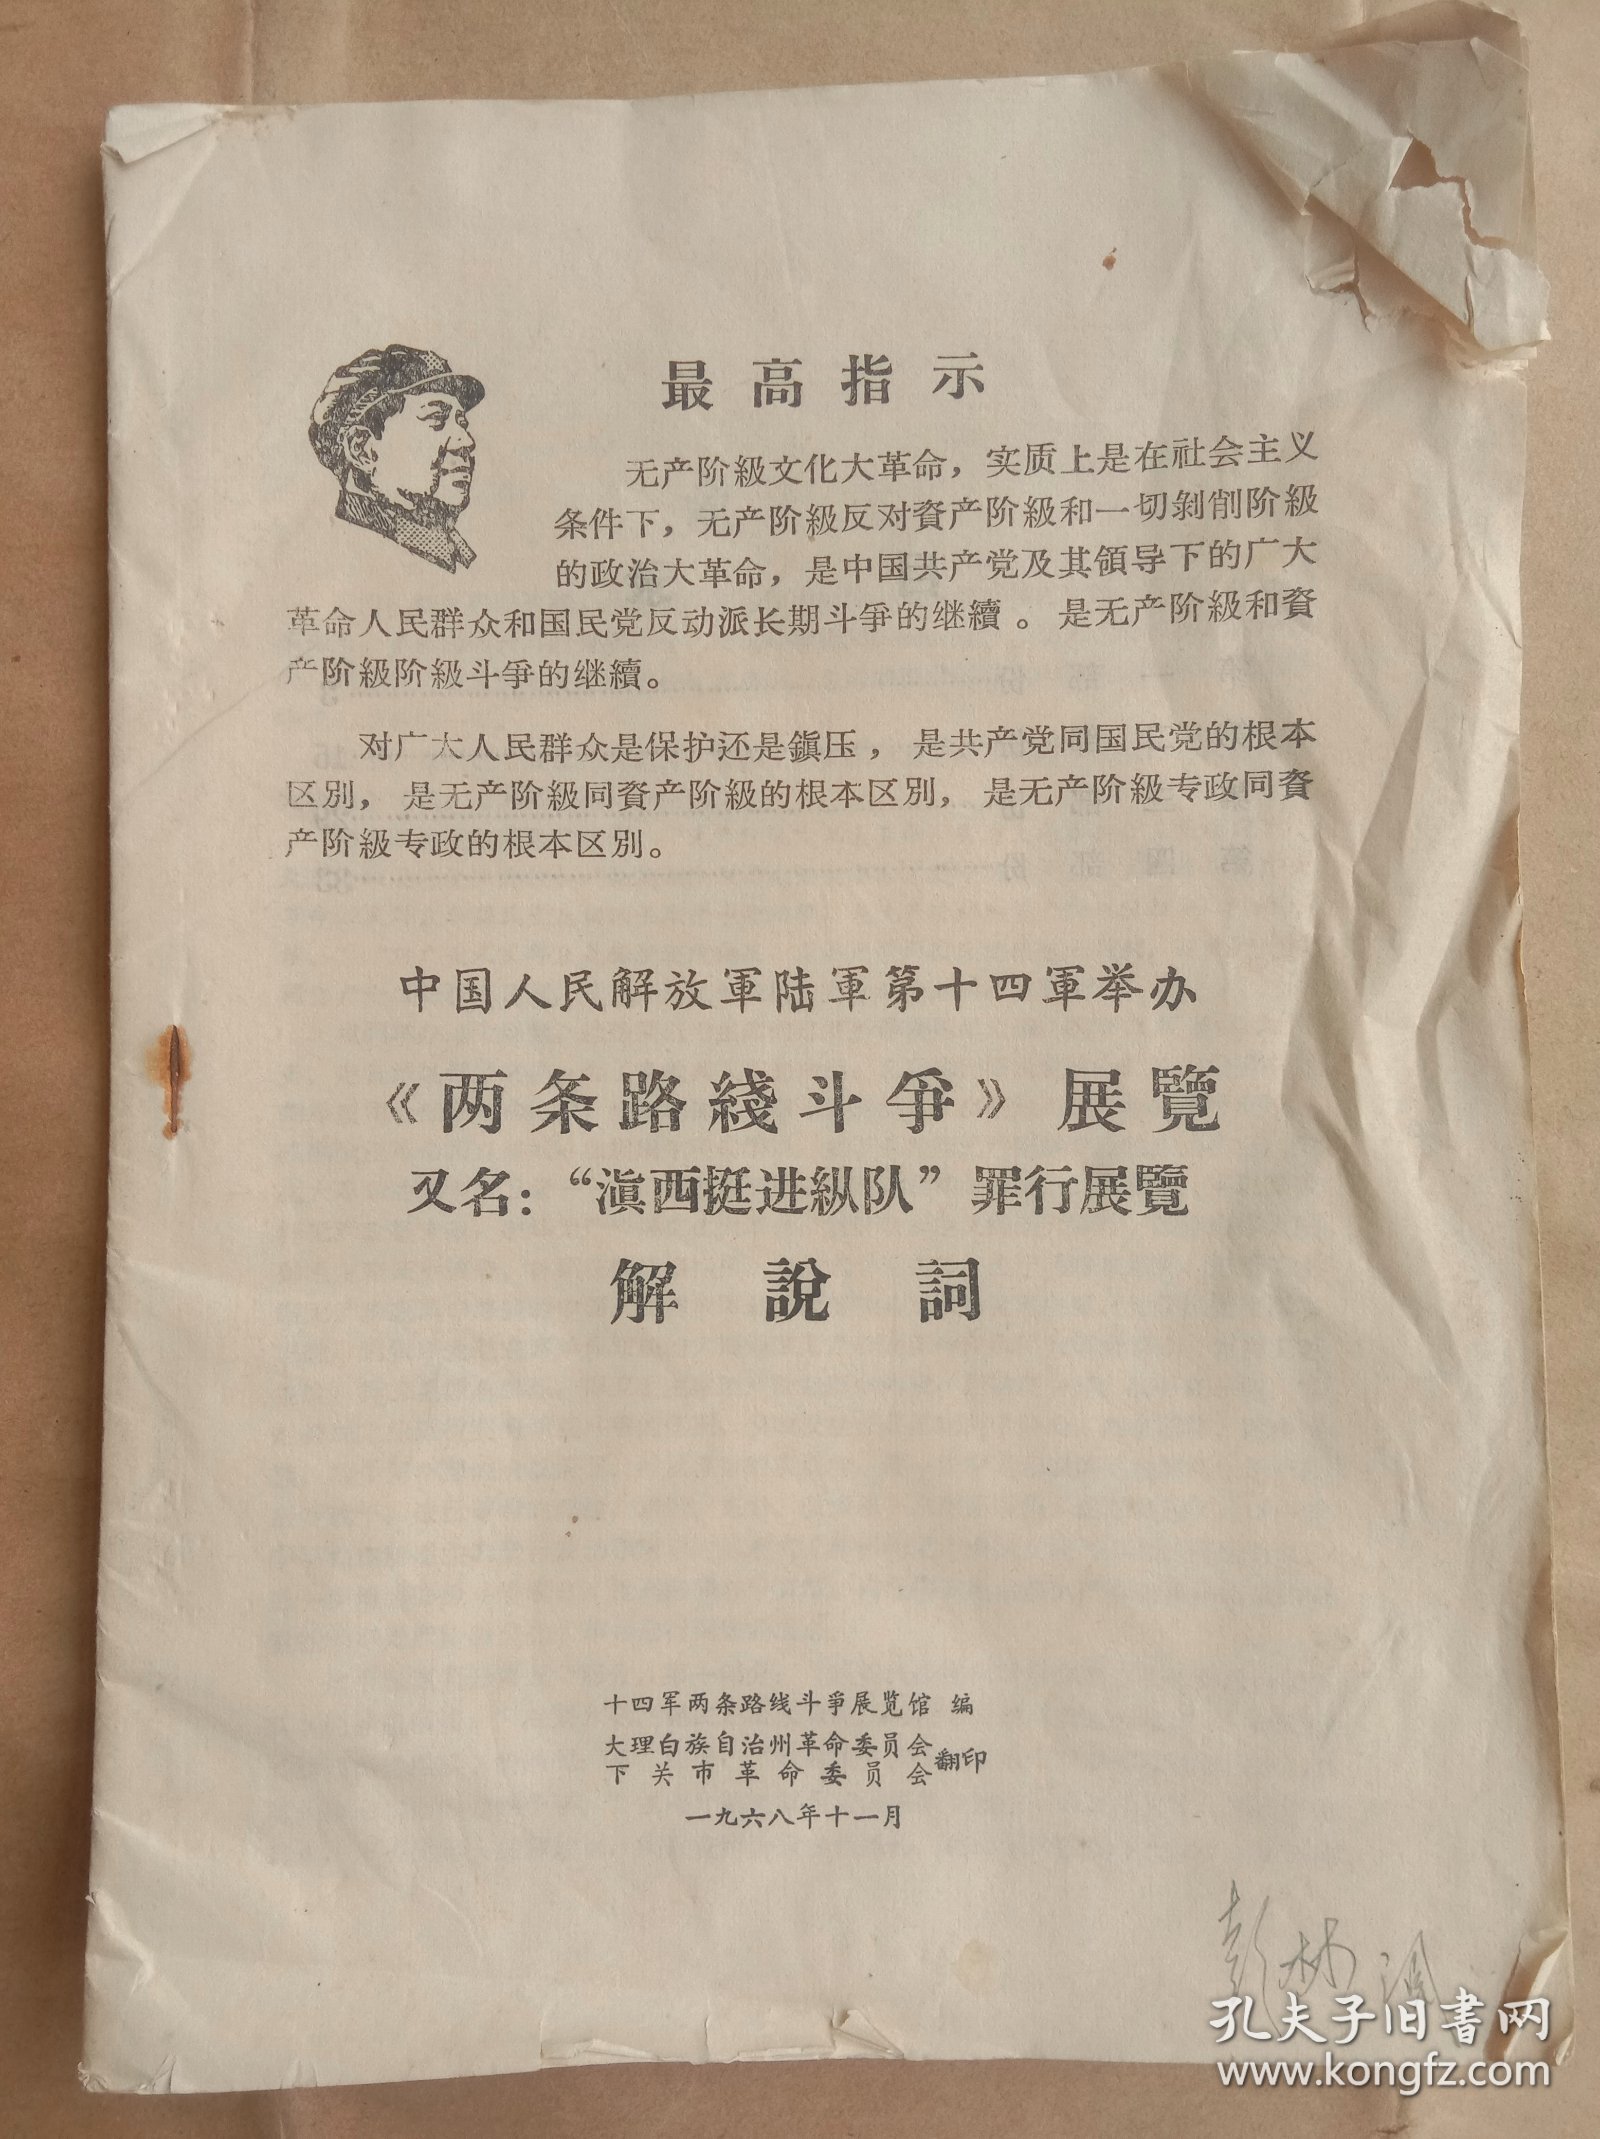 最高指示
无产阶級文化大革命，实质上是在社会主义
条件下，无产阶級反对資产阶級和一切剝削阶級
的政治大革命，是中国共产党及其領导下的广大
革命人民群众和国民党反动派长期斗爭的继續。是无产阶級和資
产阶級阶級斗爭的继續。
对广大人民群众是保护还是鎭压，是共产党同国民党的根本
区別，是无产阶級同資产阶級的根本区別，是无产阶級专政同資
产阶級专政的根本区別。
中国人民解放軍陆軍第十四軍举办
《两条路綫斗爭》展覽
又名：“滇西挺进纵队”罪行展覽
解說詞
十四军两条路线斗争展览馆 编
大理白族自治州革命委员会
下关市革命委员会翻印
一九六八年十一月
彭林
孔夫子旧書网
www.kongfz.com